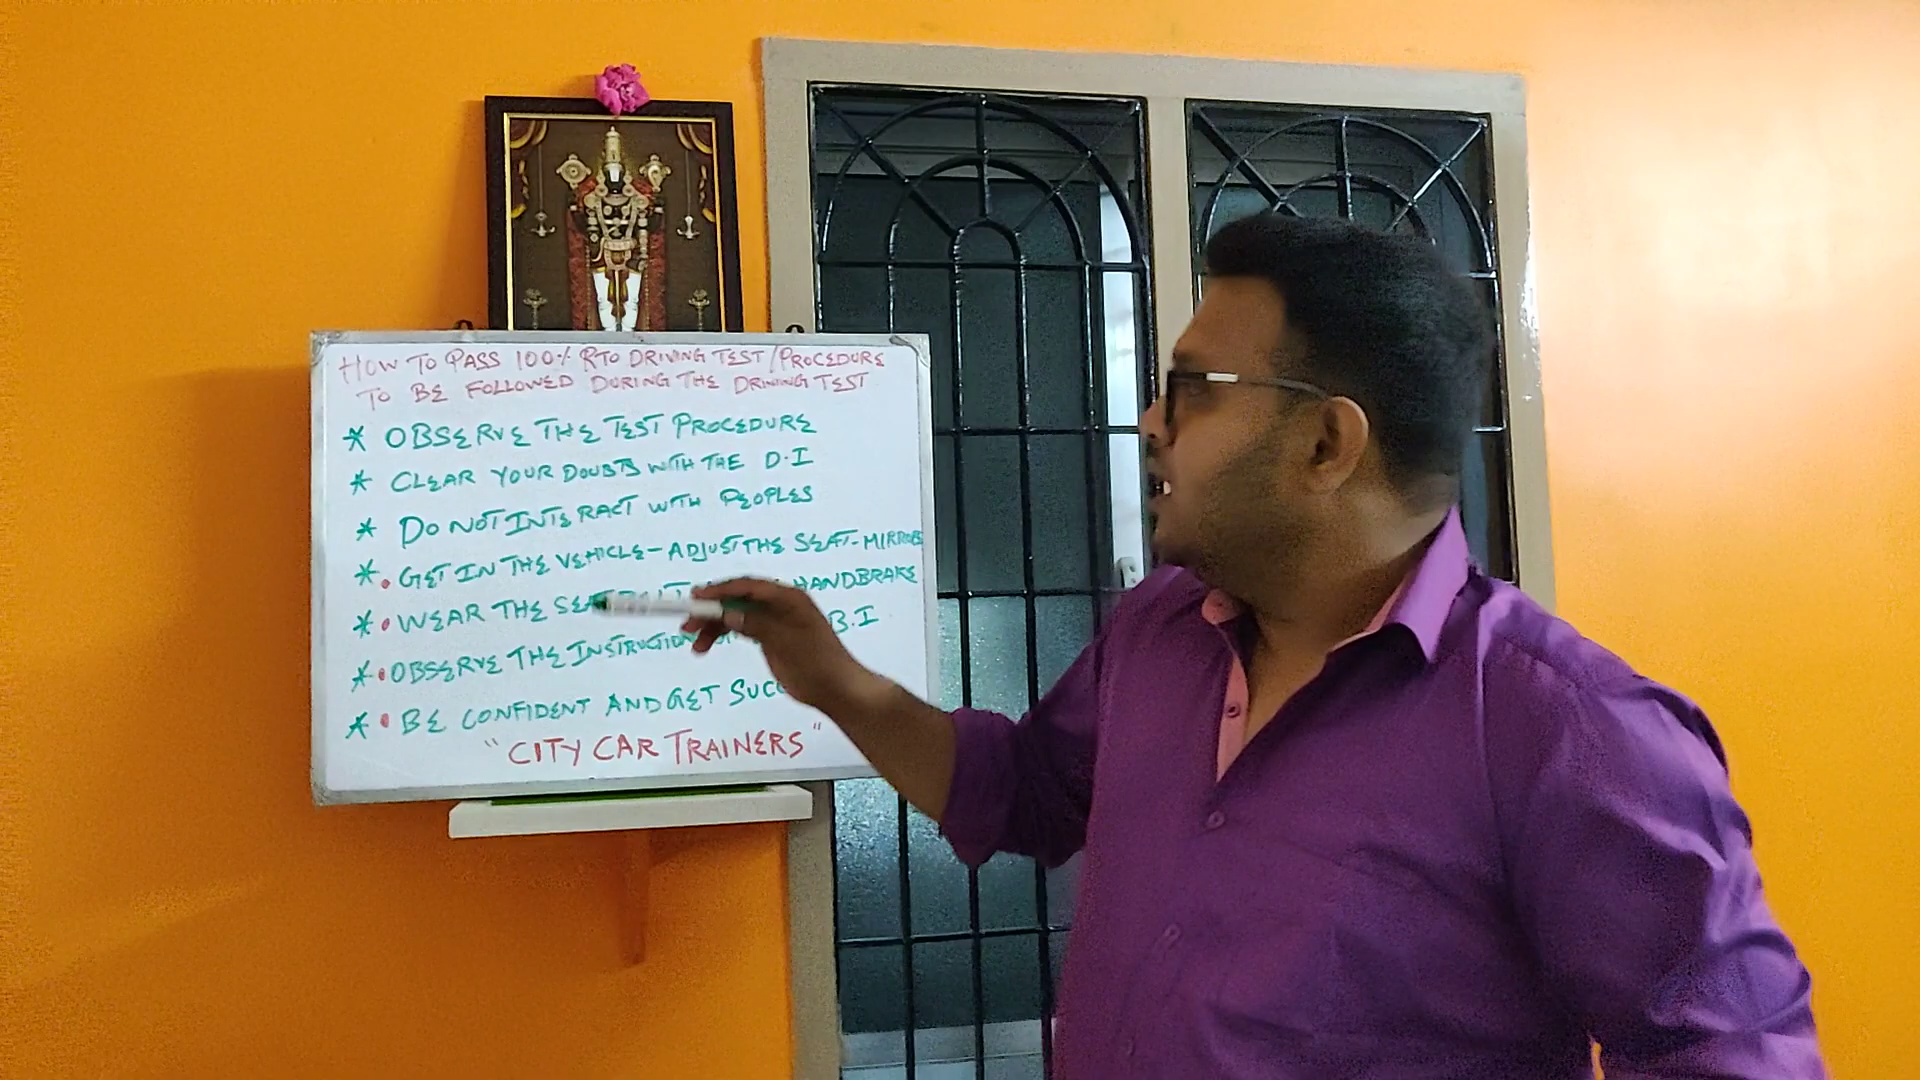 HOW TO PASS 100% RTO DRIVING TEST/PROCEDURE
TO BE FOLLOWED DURING THE DRIVING TEST
* OBSERVE THE TEST PROCEDURE
* CLEAR YOUR DOUBTS WITH THE D.I
* DO NOT INTERACT WITH PEOPLES
* . GET IN THE VEHICLE - ADJUST THE SEAT-MIRRORS
* . WEAR THE HANDBRAKE
* . OBSERVE THE B.I
* . BE CONFIDENT AND GET
"CITY CAR TRAINERS"